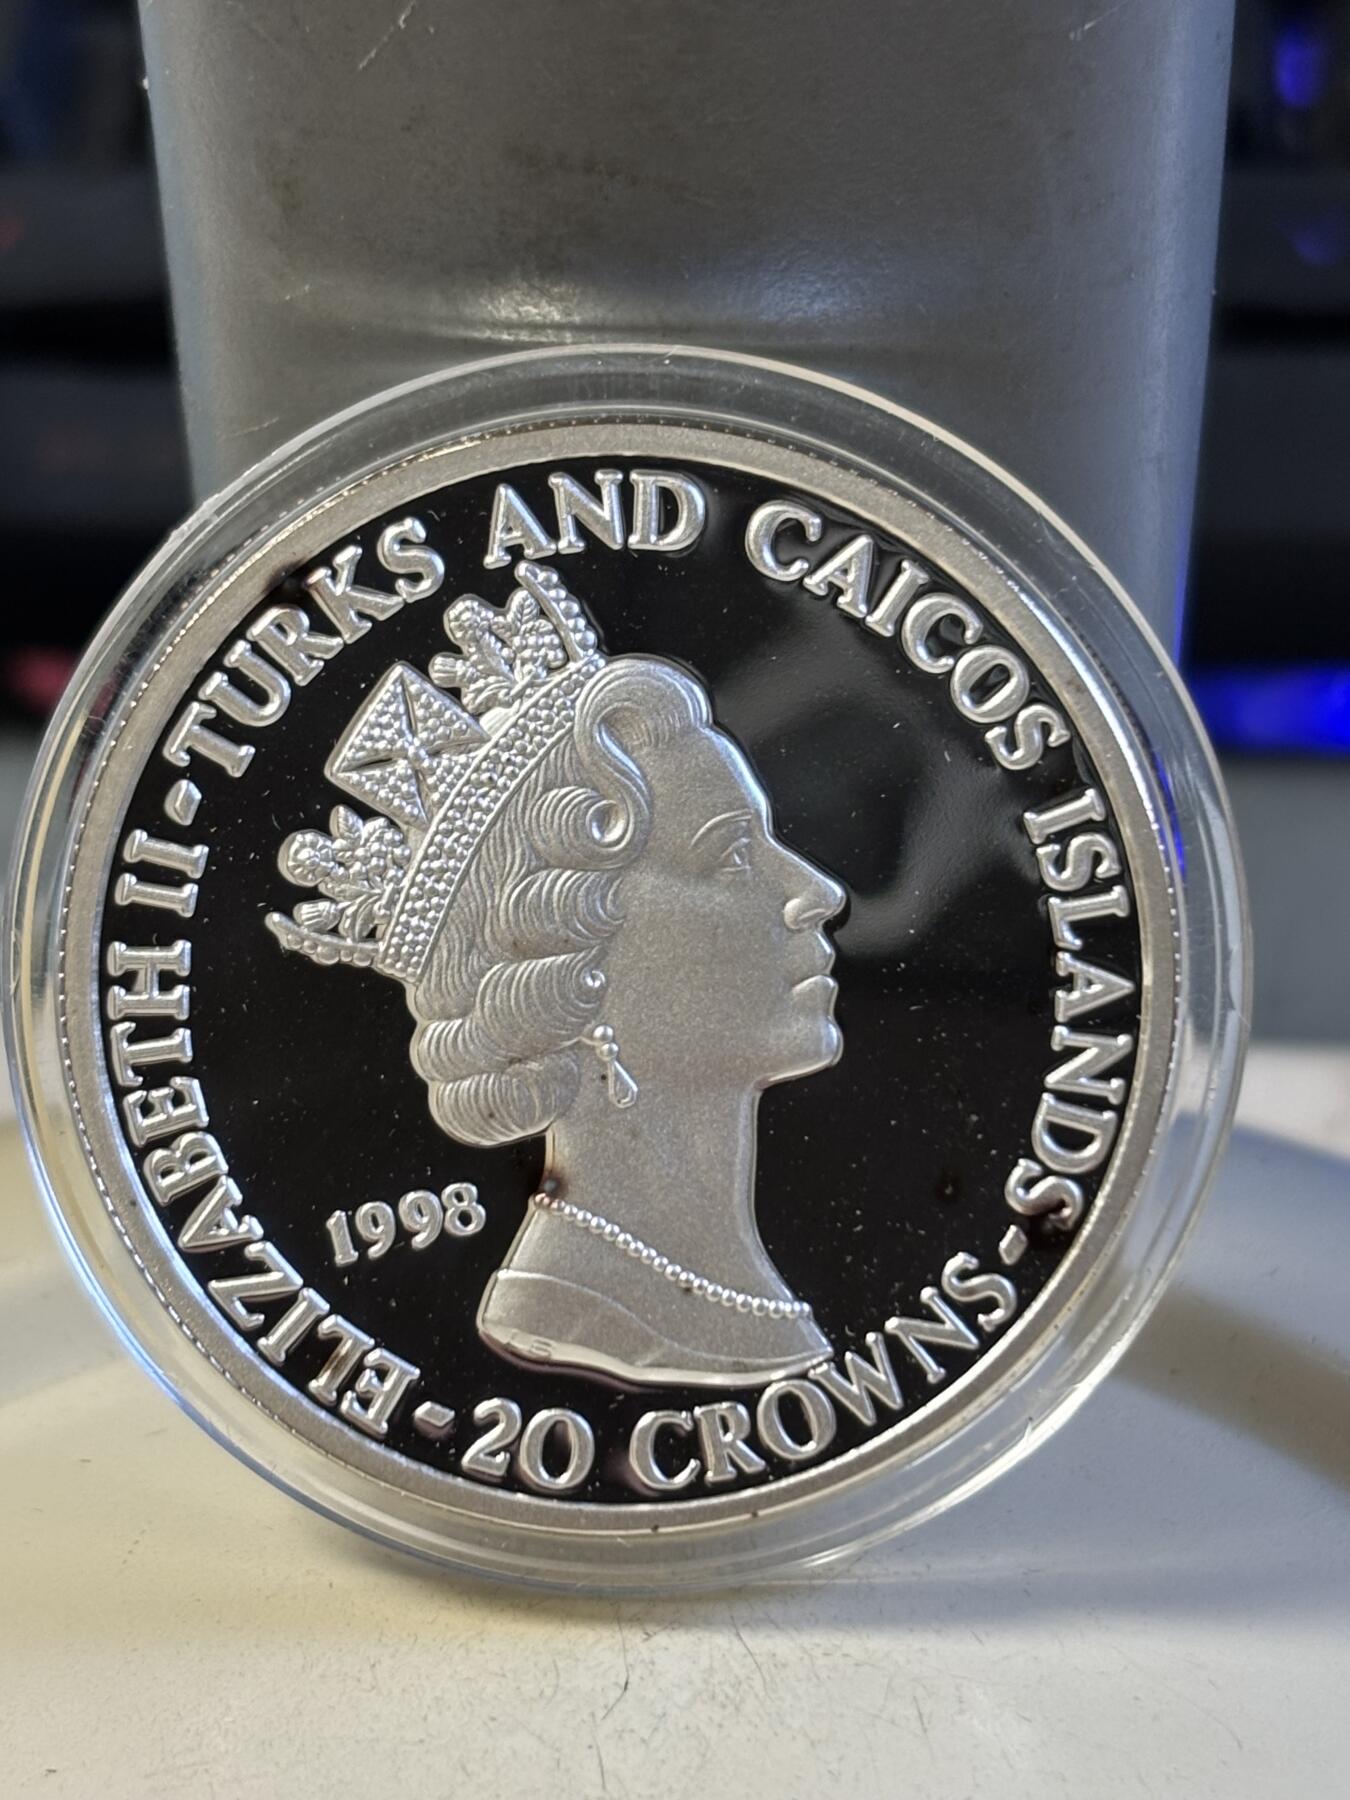 ELIZABETH II - TURKS AND CAICOS ISLANDS - 20 CROWNS -
1998